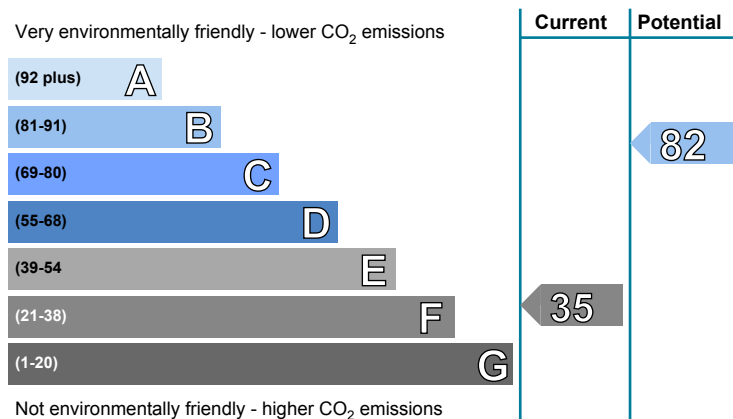 Very environmentally friendly - lower CO2 emissions
Current
Potential
(92 plus) A
(81-91) B
82
(69-80) C
(55-68) D
(39-54 E
(21-38) F
35
(1-20) G
Not environmentally friendly - higher CO2 emissions